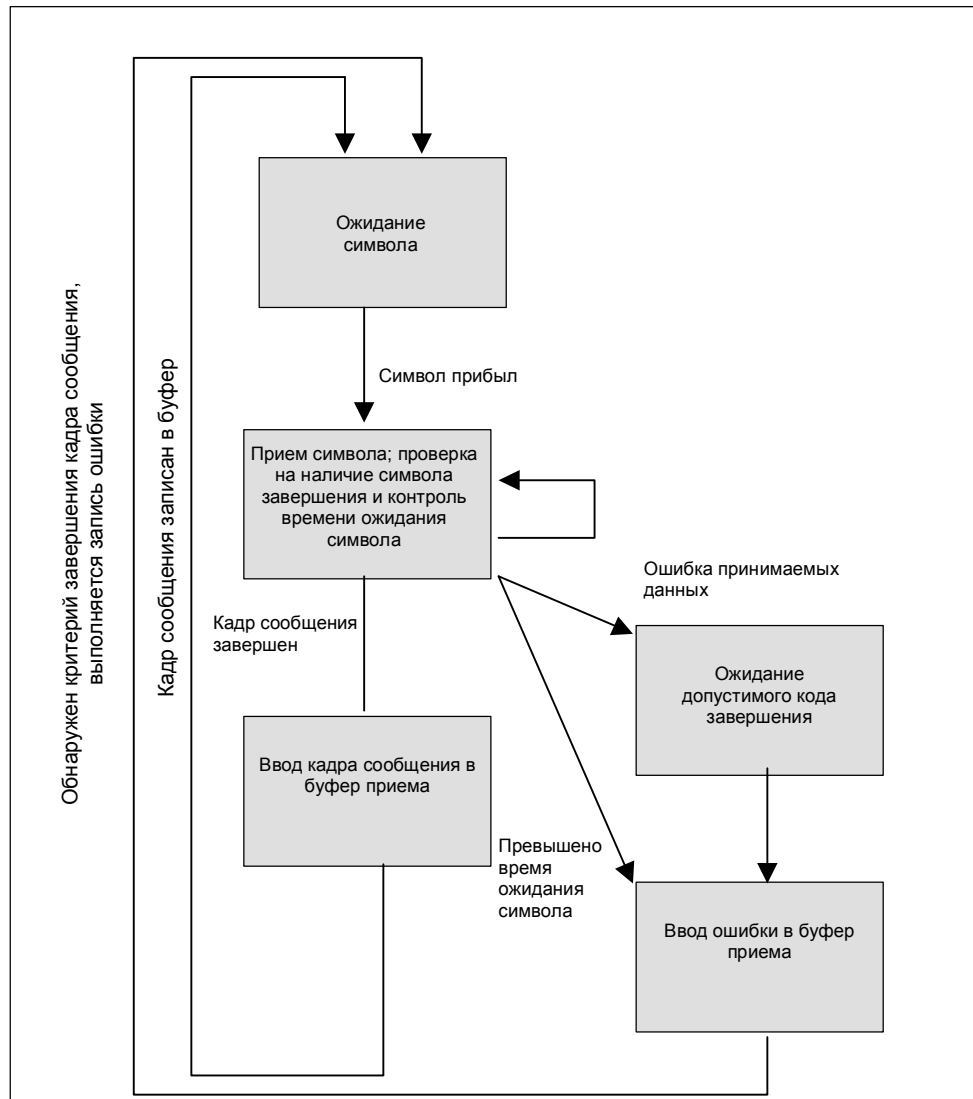 Обнаружен критерий завершения кадра сообщения,
выполняется запись ошибки
Кадр сообщения записан в буфер
Ожидание
символа
Символ прибыл
Прием символа; проверка
на наличие символа
завершения и контроль
времени ожидания
символа
Ошибка принимаемых
данных
Кадр сообщения
завершен
Ожидание
допустимого кода
завершения
Ввод кадра сообщения в
буфер приема
Превышено
время
ожидания
символа
Ввод ошибки в буфер
приема